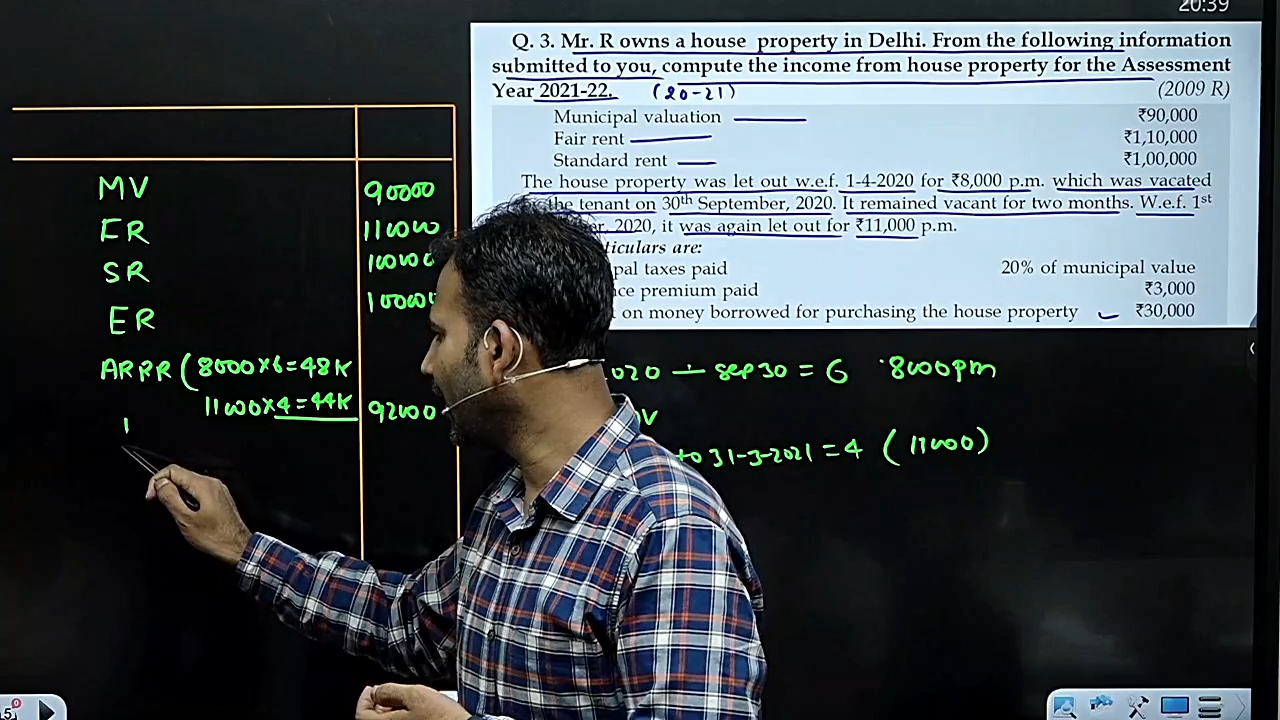 20:39
Q. 3. Mr. R owns a house property in Delhi. From the following information
submitted to you, compute the income from house property for the Assessment
Year 2021-22. (20-21) (2009 R)
Municipal valuation ₹90,000
Fair rent ₹1,10,000
Standard rent ₹1,00,000
The house property was let out w.e.f. 1-4-2020 for ₹8,000 p.m. which was vacated
the tenant on 30th September, 2020. It remained vacant for two months. W.e.f. 1st
2020, it was again let out for ₹11,000 p.m.
ticulars are:
pal taxes paid 20% of municipal value
ce premium paid ₹3,000
on money borrowed for purchasing the house property ₹30,000
MV 90000
FR 110000
SR 100000
ER 100000
ARRR (8000×6=48K
11000×4=44K 92000
020 - sep 30 = 6 8000pm
V
to 31-3-2021 = 4 (11000)